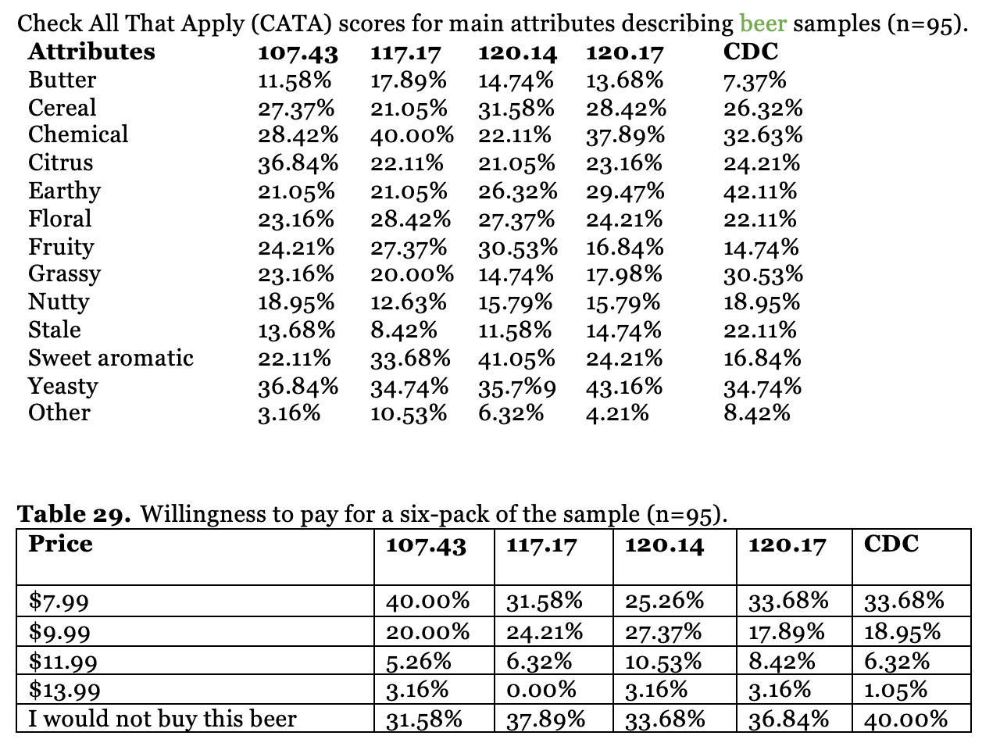 Check All That Apply (CATA) scores for main attributes describing beer samples (n=95).
Attributes 107.43 117.17 120.14 120.17 CDC
Butter 11.58% 17.89% 14.74% 13.68% 7.37%
Cereal 27.37% 21.05% 31.58% 28.42% 26.32%
Chemical 28.42% 40.00% 22.11% 37.89% 32.63%
Citrus 36.84% 22.11% 21.05% 23.16% 24.21%
Earthy 21.05% 21.05% 26.32% 29.47% 42.11%
Floral 23.16% 28.42% 27.37% 24.21% 22.11%
Fruity 24.21% 27.37% 30.53% 16.84% 14.74%
Grassy 23.16% 20.00% 14.74% 17.98% 30.53%
Nutty 18.95% 12.63% 15.79% 15.79% 18.95%
Stale 13.68% 8.42% 11.58% 14.74% 22.11%
Sweet aromatic 22.11% 33.68% 41.05% 24.21% 16.84%
Yeasty 36.84% 34.74% 35.7%9 43.16% 34.74%
Other 3.16% 10.53% 6.32% 4.21% 8.42%
Table 29. Willingness to pay for a six-pack of the sample (n=95).
Price 107.43 117.17 120.14 120.17 CDC
$7.99 40.00% 31.58% 25.26% 33.68% 33.68%
$9.99 20.00% 24.21% 27.37% 17.89% 18.95%
$11.99 5.26% 6.32% 10.53% 8.42% 6.32%
$13.99 3.16% 0.00% 3.16% 3.16% 1.05%
I would not buy this beer 31.58% 37.89% 33.68% 36.84% 40.00%